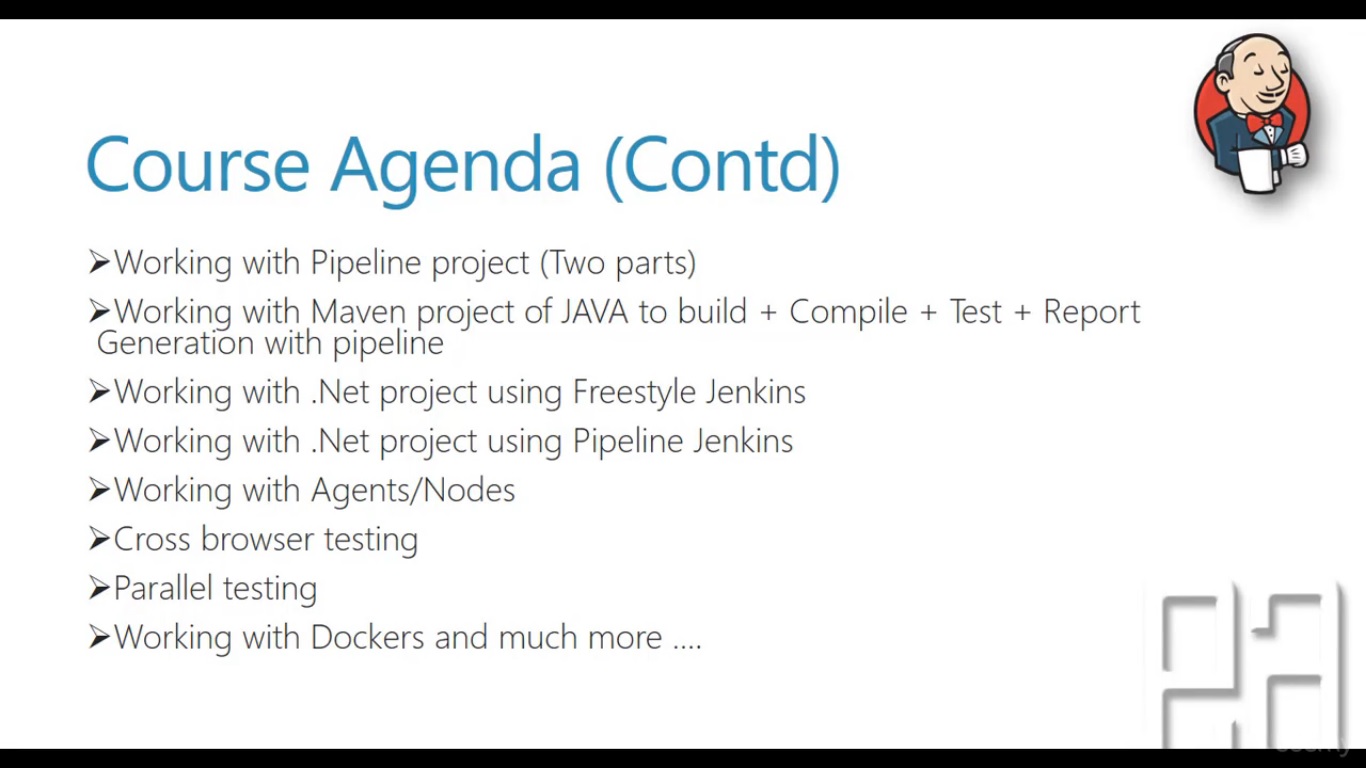 Course Agenda (Contd)
➢Working with Pipeline project (Two parts)
➢Working with Maven project of JAVA to build + Compile + Test + Report
Generation with pipeline
➢Working with .Net project using Freestyle Jenkins
➢Working with .Net project using Pipeline Jenkins
➢Working with Agents/Nodes
➢Cross browser testing
➢Parallel testing
➢Working with Dockers and much more ....